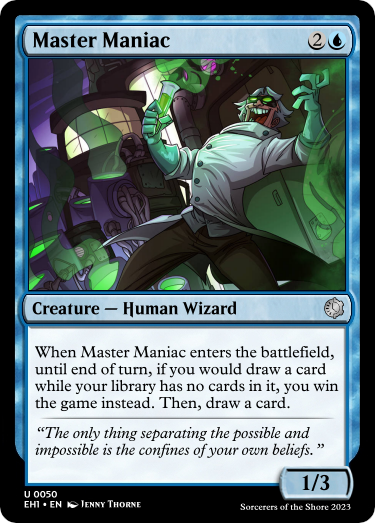 Master Maniac 2
Creature — Human Wizard
When Master Maniac enters the battlefield,
until end of turn, if you would draw a card
while your library has no cards in it, you win
the game instead. Then, draw a card.
“The only thing separating the possible and
impossible is the confines of your own beliefs.”
1/3
U 0050
EH1 • EN Jenny Thorne
Sorcerers of the Shore 2023